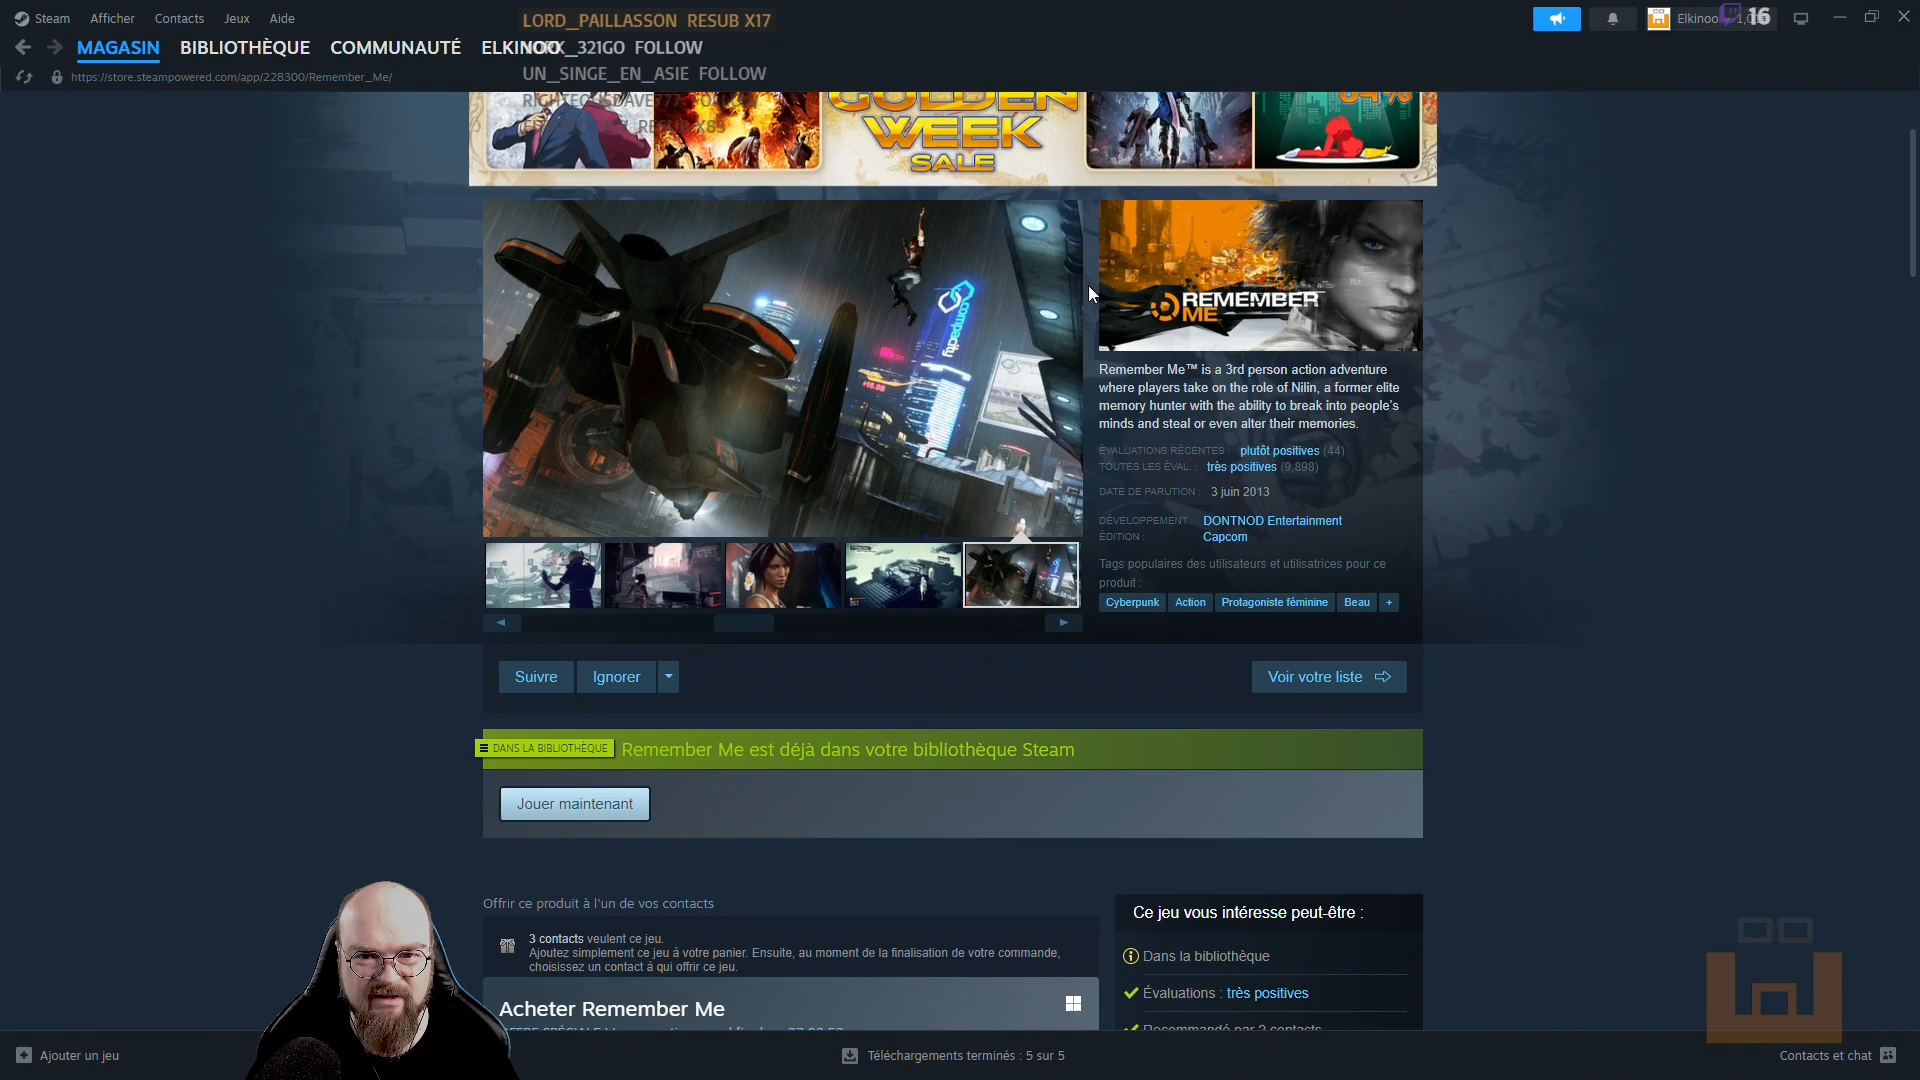 Steam Afficher Contacts Jeux Aide
LORD_PAILLASSON RESUB X17
16
MAGASIN BIBLIOTHÈQUE COMMUNAUTÉ ELKINOO
_321GO FOLLOW
https://store.steampowered.com/app/228300/Remember_Me/
UN_SINGE_EN_ASIE FOLLOW
RESUB X83
GOLDEN
WEEK
SALE
compacity
REMEMBER
ME
Remember Me™ is a 3rd person action adventure
where players take on the role of Nilin, a former elite
memory hunter with the ability to break into people's
minds and steal or even alter their memories.
ÉVALUATIONS RÉCENTES : plutôt positives (44)
TOUTES LES ÉVAL. : très positives (9,898)
DATE DE PARUTION : 3 juin 2013
DÉVELOPPEMENT : DONTNOD Entertainment
ÉDITION : Capcom
Tags populaires des utilisateurs et utilisatrices pour ce
produit :
Cyberpunk Action Protagoniste féminine Beau +
Suivre Ignorer Voir votre liste
DANS LA BIBLIOTHÈQUE Remember Me est déjà dans votre bibliothèque Steam
Jouer maintenant
Offrir ce produit à l'un de vos contacts
3 contacts veulent ce jeu.
Ajoutez simplement ce jeu à votre panier. Ensuite, au moment de la finalisation de votre commande,
choisissez un contact à qui offrir ce jeu.
Acheter Remember Me
Ce jeu vous intéresse peut-être :
Dans la bibliothèque
Évaluations : très positives
Recommandé par 2 contacts
Ajouter un jeu
Téléchargements terminés : 5 sur 5
Contacts et chat